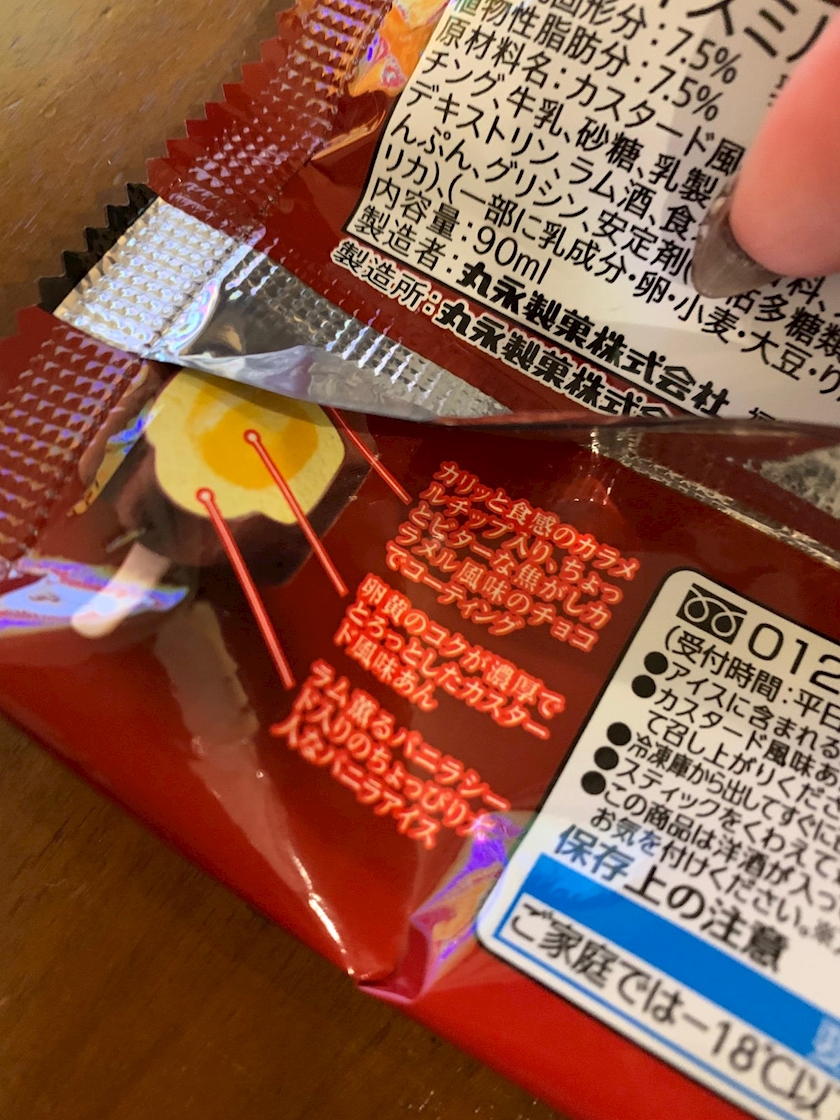 イスミル
固形分：7.5%
植物性脂肪分：7.5%
原材料名：カスタード風
チング、牛乳、砂糖、乳製
デキストリン、ラム酒、食
んぷん、グリシン、安定剤(
リカ)、(一部に乳成分・卵・小麦・大豆・り
内容量：90ml
製造者：丸永製菓株式会社
製造所：丸永製菓株式会
カリッと食感のカラメ
ルチップ入り、ちょっ
とビターな焦がしカ
ラメル風味のチョコ
でコーティング
卵黄のコクが濃厚で
とろっとしたカスター
ド風味あん
ラム薫るバニラシー
ド入りのちょっぴり大
人なバニラアイス
012
(受付時間：平日
●アイスに含まれる
●カスタード風味あ
て召し上がりくださ
●冷凍庫から出してすぐに
●スティックをくわえて
●この商品は洋酒が入っ
お気を付けください。
保存上の注意
ご家庭では−18℃以